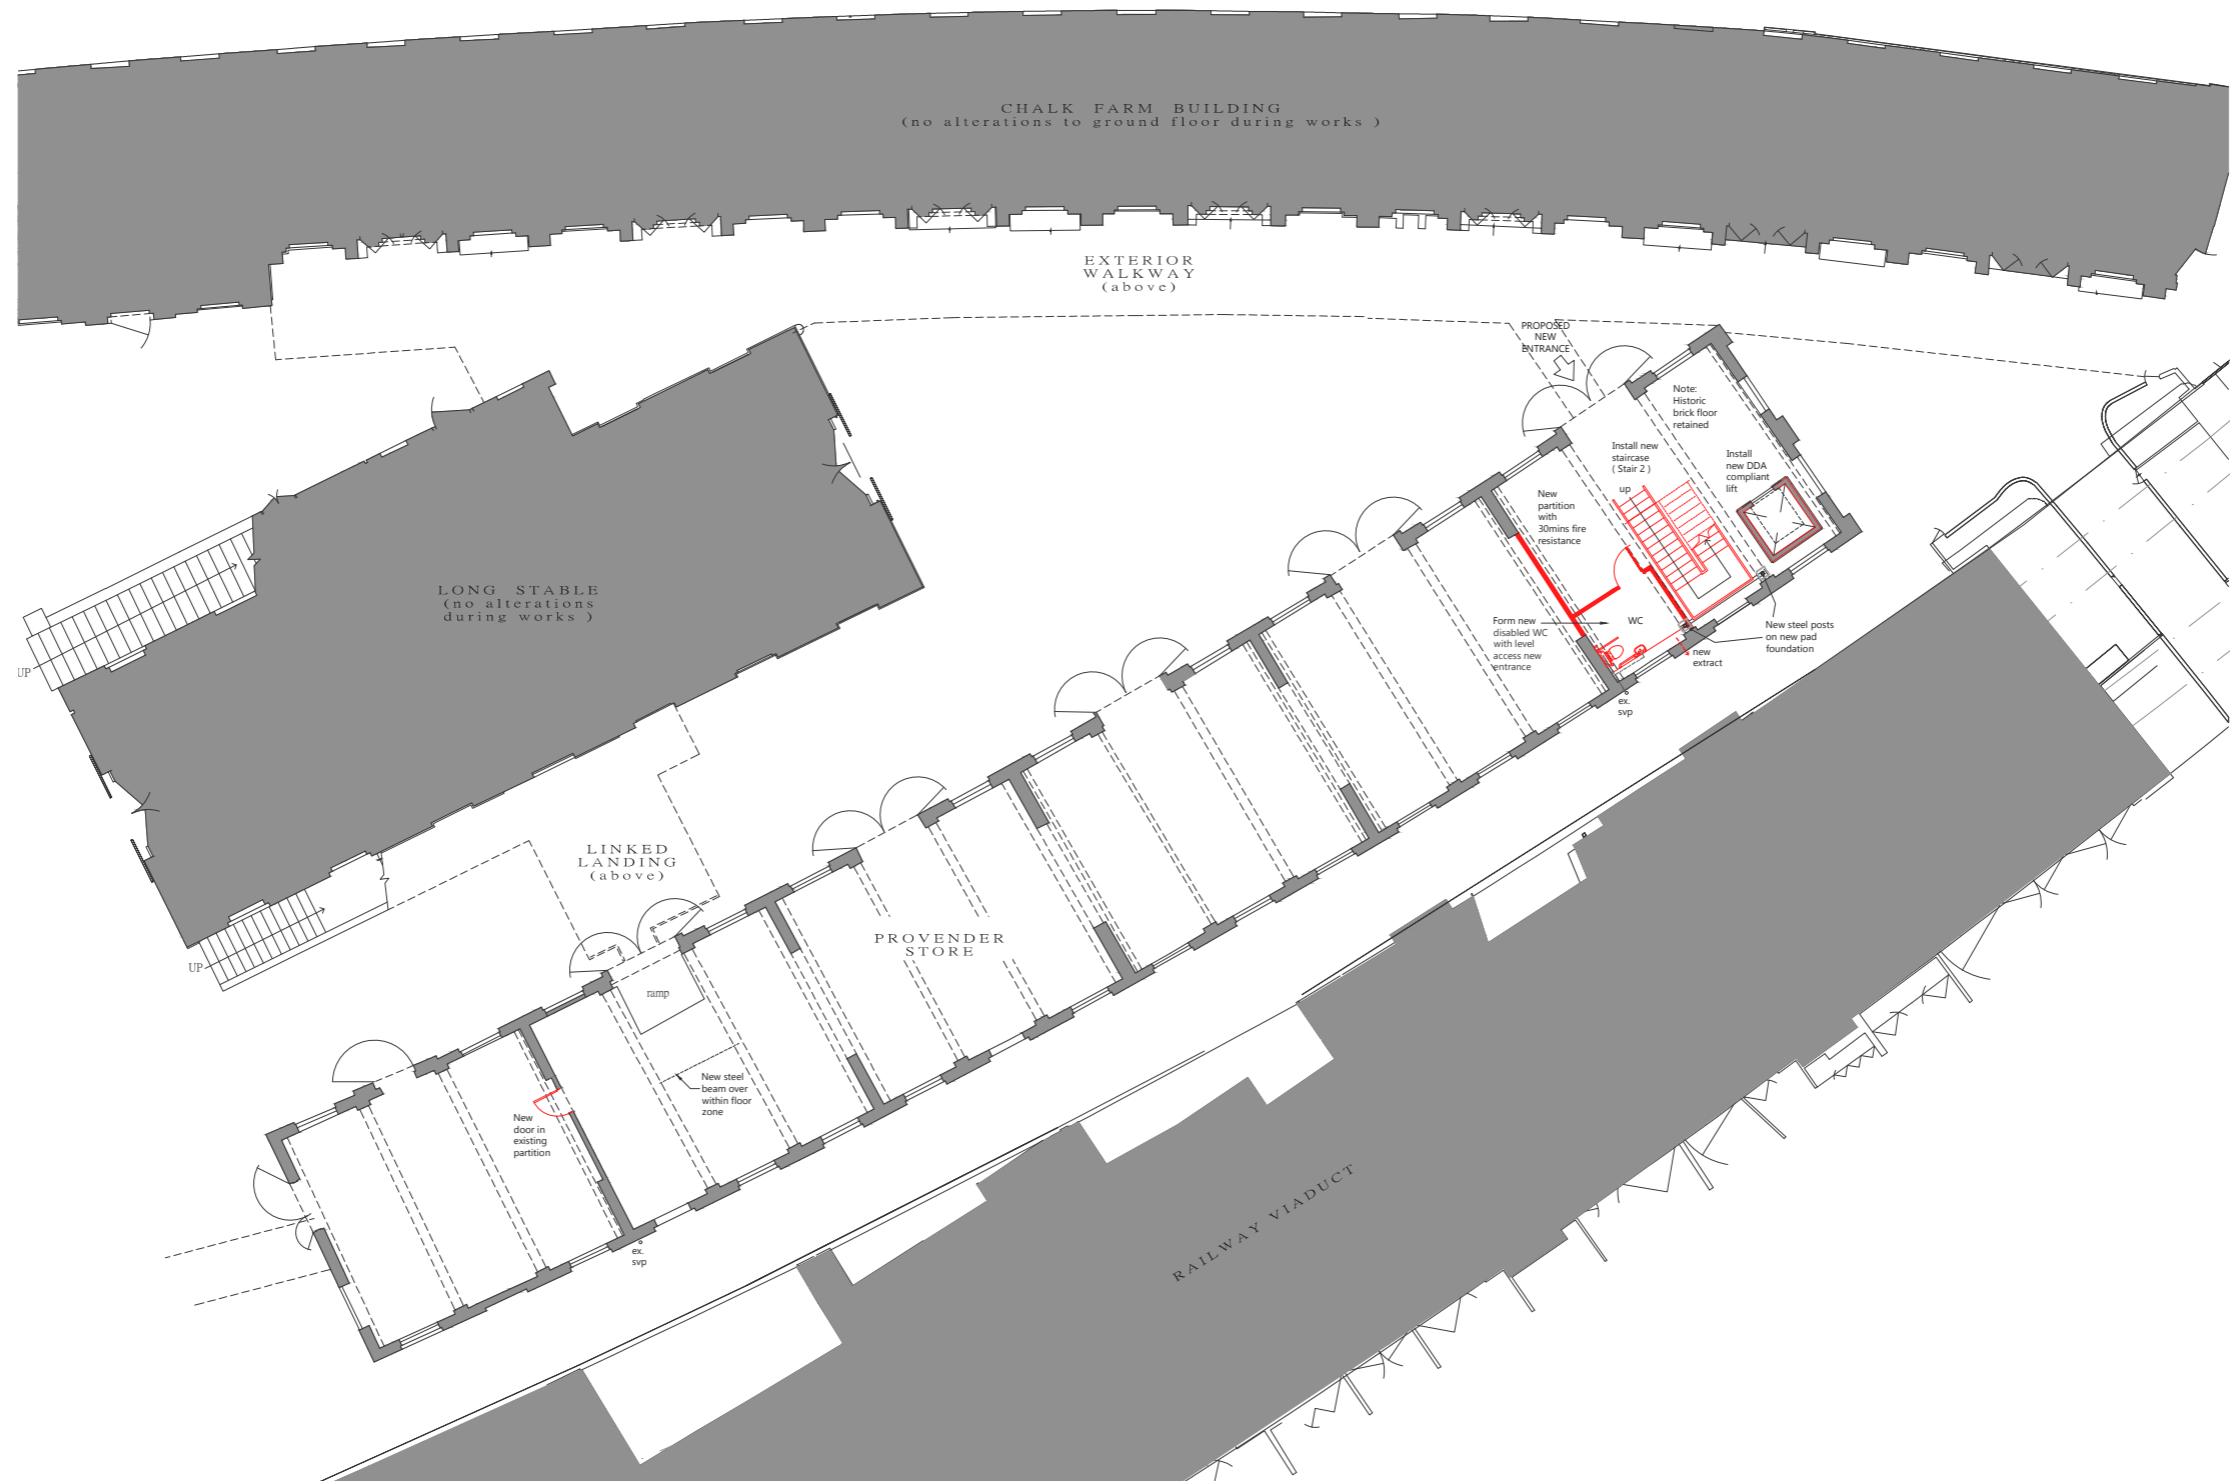 CHALK FARM BUILDING
(no alterations to ground floor during works )
EXTERIOR
WALKWAY
(above)
PROPOSED
NEW
ENTRANCE
Note:
Historic
brick floor
retained
Install new
staircase
( Stair 2 )
up
Install
new DDA
compliant
lift
New
partition
with
30mins fire
resistance
Form new
disabled WC
with level
access new
entrance
WC
New steel posts
on new pad
foundation
new
extract
ex.
svp
LONG STABLE
(no alterations
during works )
UP
LINKED
LANDING
(above)
UP
PROVENDER
STORE
ramp
New steel
beam over
within floor
zone
New
door in
existing
partition
ex.
svp
RAILWAY VIADUCT